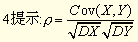 4提示:ρ = Cov(X,Y) / (√DX √DY)